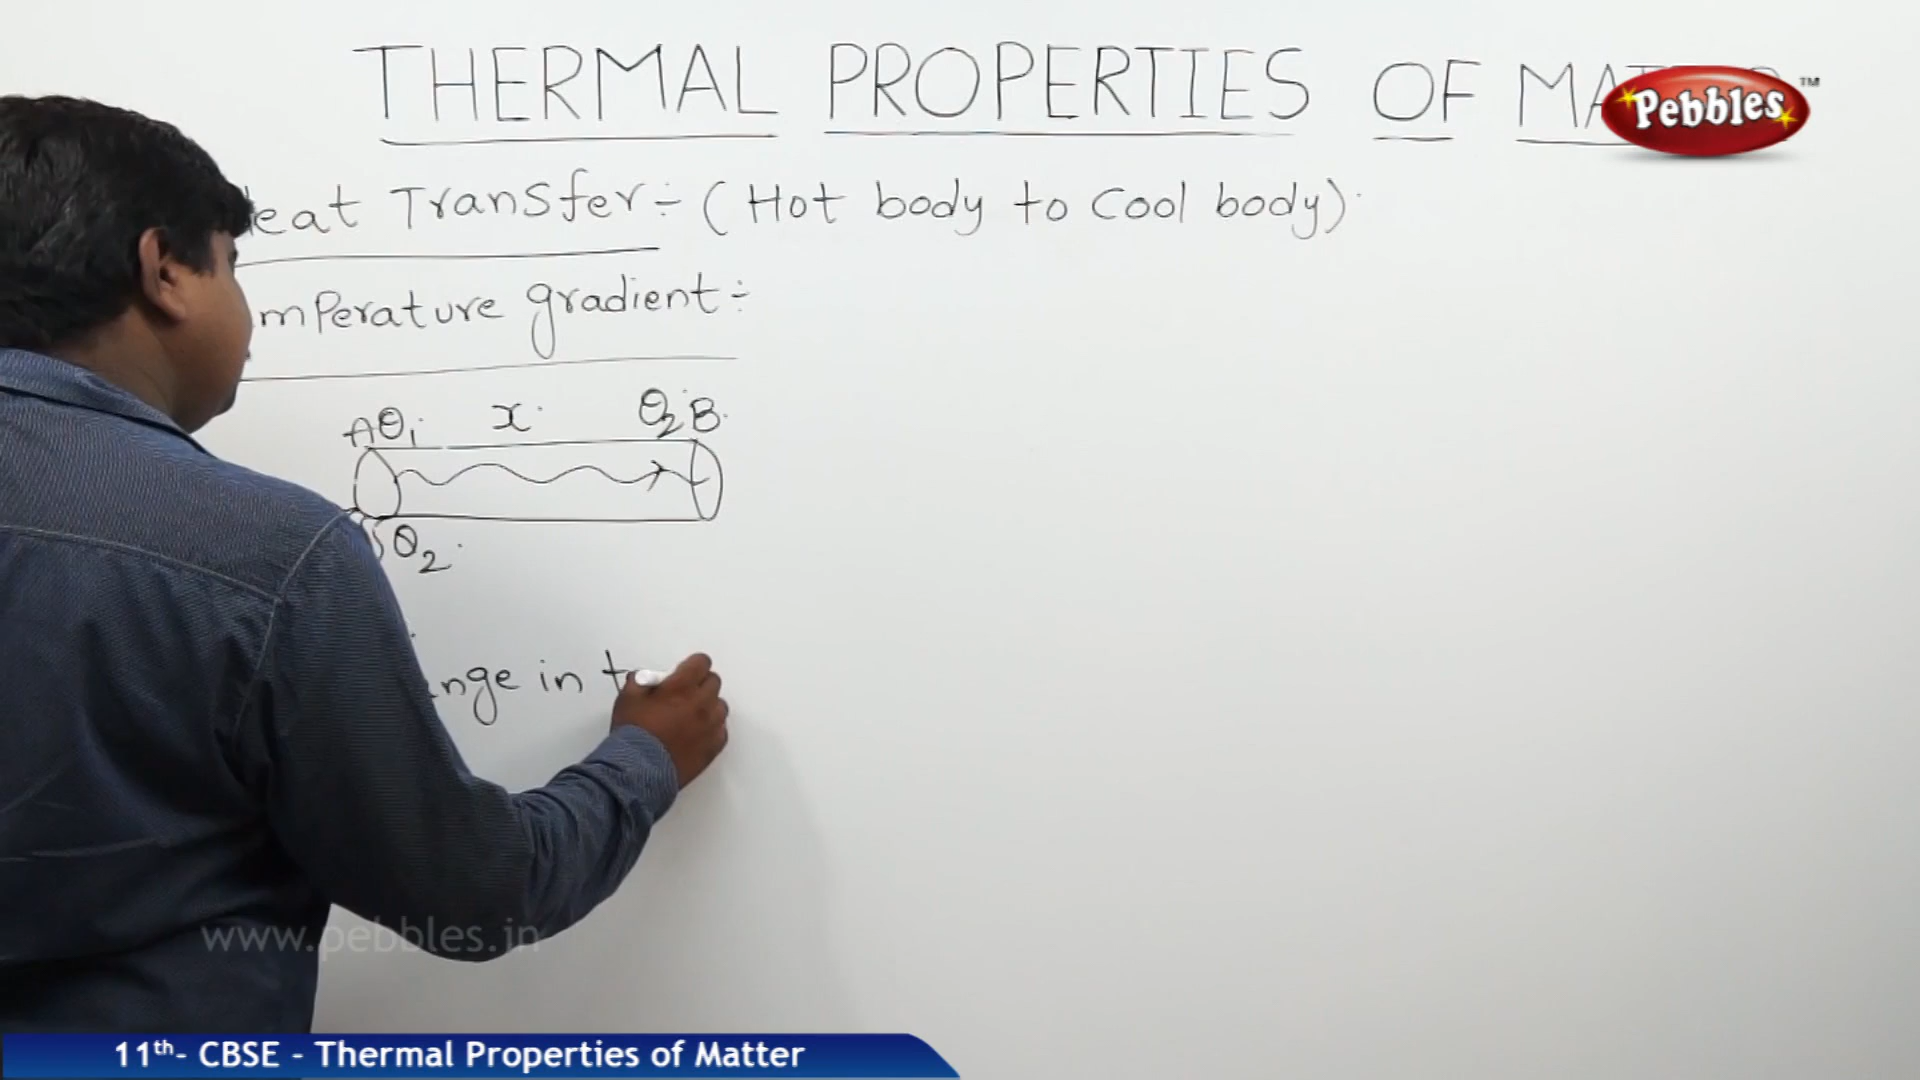 THERMAL PROPERTIES OF MA
Pebbles™
eat Transfer:- (Hot body to Cool body)
mperature gradient:-
Aθ₁ x θ₂ B
θ₂
nge in
www.pebbles.in
11th- CBSE - Thermal Properties of Matter